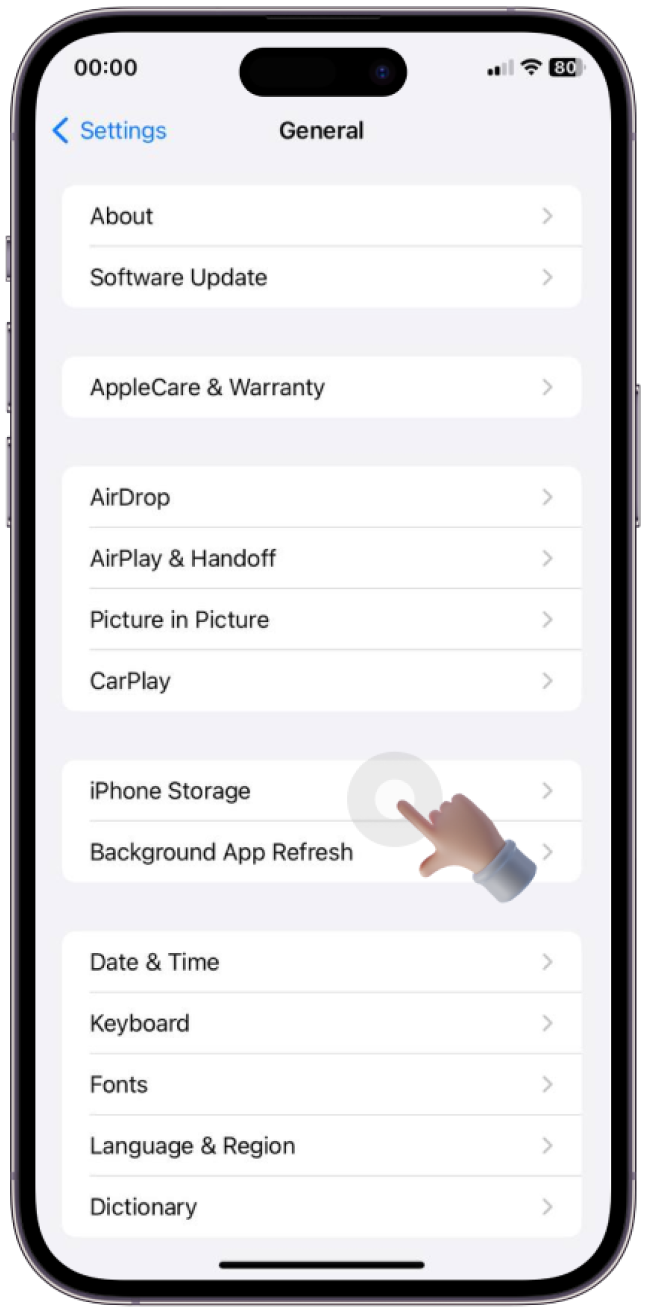 00:00
80
Settings
General
About
Software Update
AppleCare & Warranty
AirDrop
AirPlay & Handoff
Picture in Picture
CarPlay
iPhone Storage
Background App Refresh
Date & Time
Keyboard
Fonts
Language & Region
Dictionary